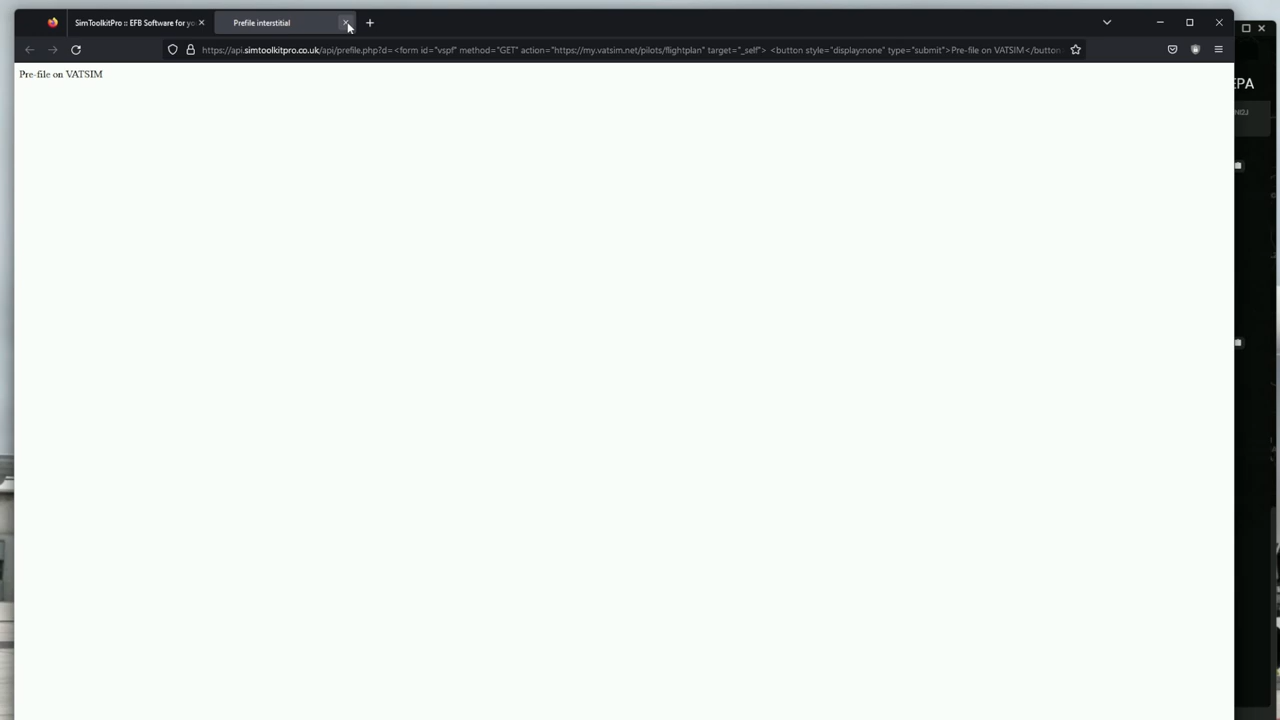 SimToolkitPro :: EFB Software for yo
Prefile interstitial
https://api.simtoolkitpro.co.uk/api/prefile.php?d=<form id="vspf" method="GET" action="https://my.vatsim.net/pilots/flightplan" target="_self"> <button style="display:none" type="submit">Pre-file on VATSIM</button
Pre-file on VATSIM
EPA